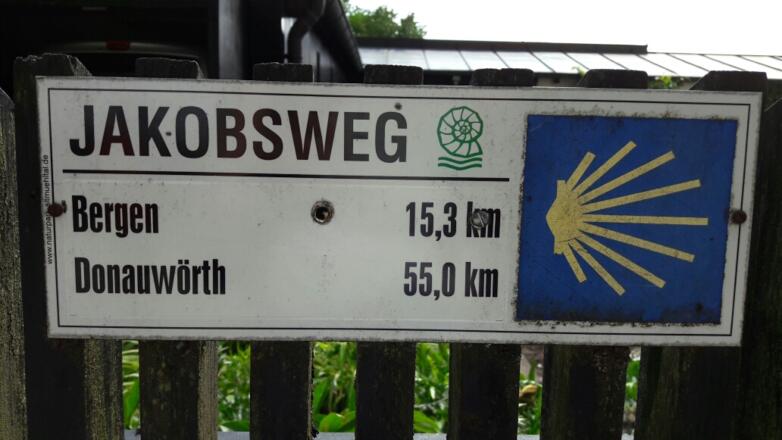 JAKOBSWEG
Bergen 15,3 km
Donauwörth 55,0 km
www.naturpark-altmuehltal.de